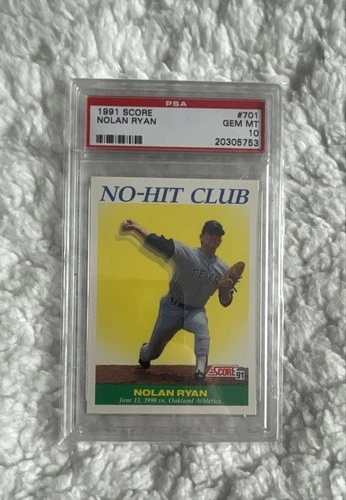 PSA
1991 SCORE #701
NOLAN RYAN GEM MT
10
20305753
NO-HIT CLUB
TEXAS
SCORE 91
NOLAN RYAN
June 11, 1990 vs. Oakland Athletics